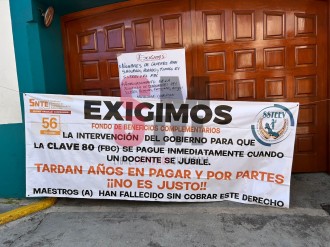 EXIGIMOS
SNTE
56
EXIGIMOS
FONDO DE BENEFICIOS COMPLEMENTARIOS
SSTEEV
LA INTERVENCIÓN DEL GOBIERNO PARA QUE
LA CLAVE 80 (FBC) SE PAGUE INMEDIATAMENTE CUANDO
UN DOCENTE SE JUBILE.
TARDAN AÑOS EN PAGAR Y POR PARTES
¡¡NO ES JUSTO!!
MAESTROS (A) HAN FALLECIDO SIN COBRAR ESTE DERECHO